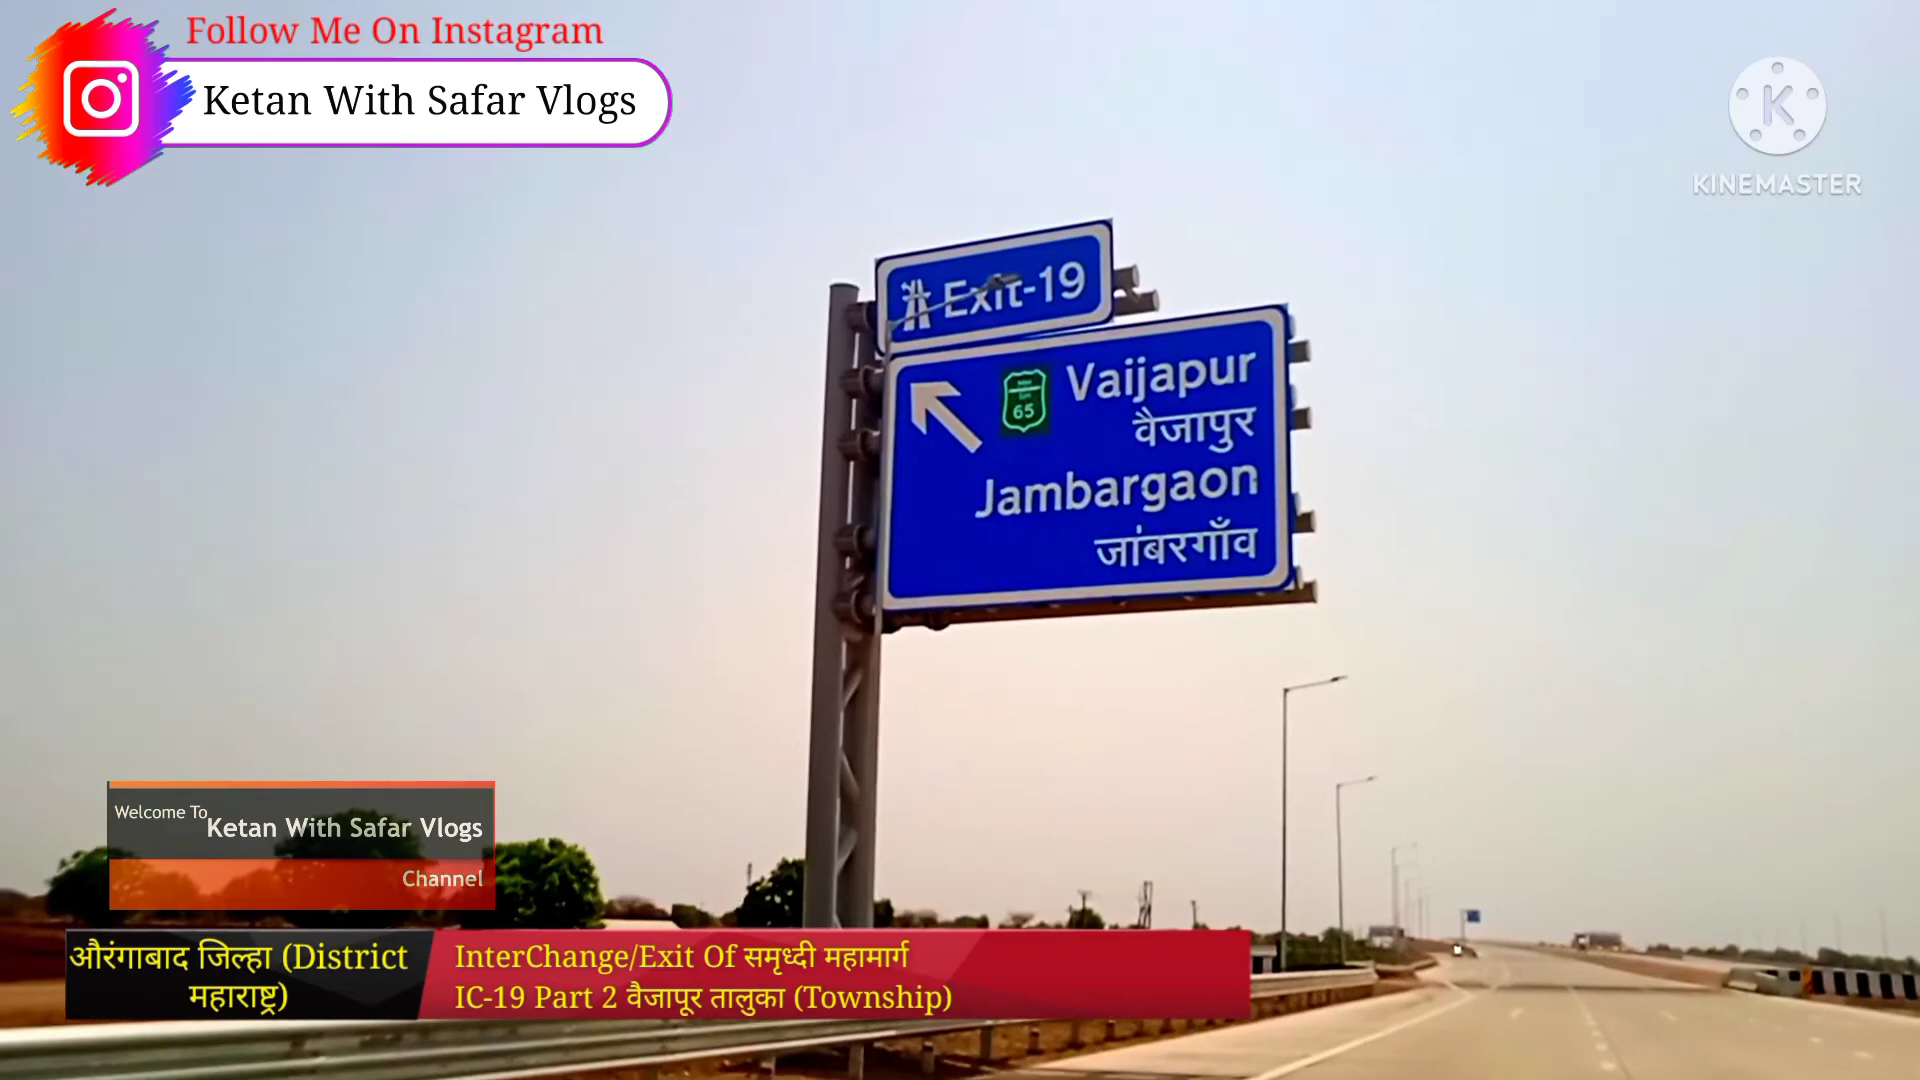 Follow Me On Instagram
Ketan With Safar Vlogs
KINEMASTER
Exit-19
65
Vaijapur
वैजापुर
Jambargaon
जांबरगाँव
Welcome To
Ketan With Safar Vlogs
Channel
औरंगाबाद जिल्हा (District
महाराष्ट्र)
InterChange/Exit Of समृध्दी महामार्ग
IC-19 Part 2 वैजापूर तालुका (Township)